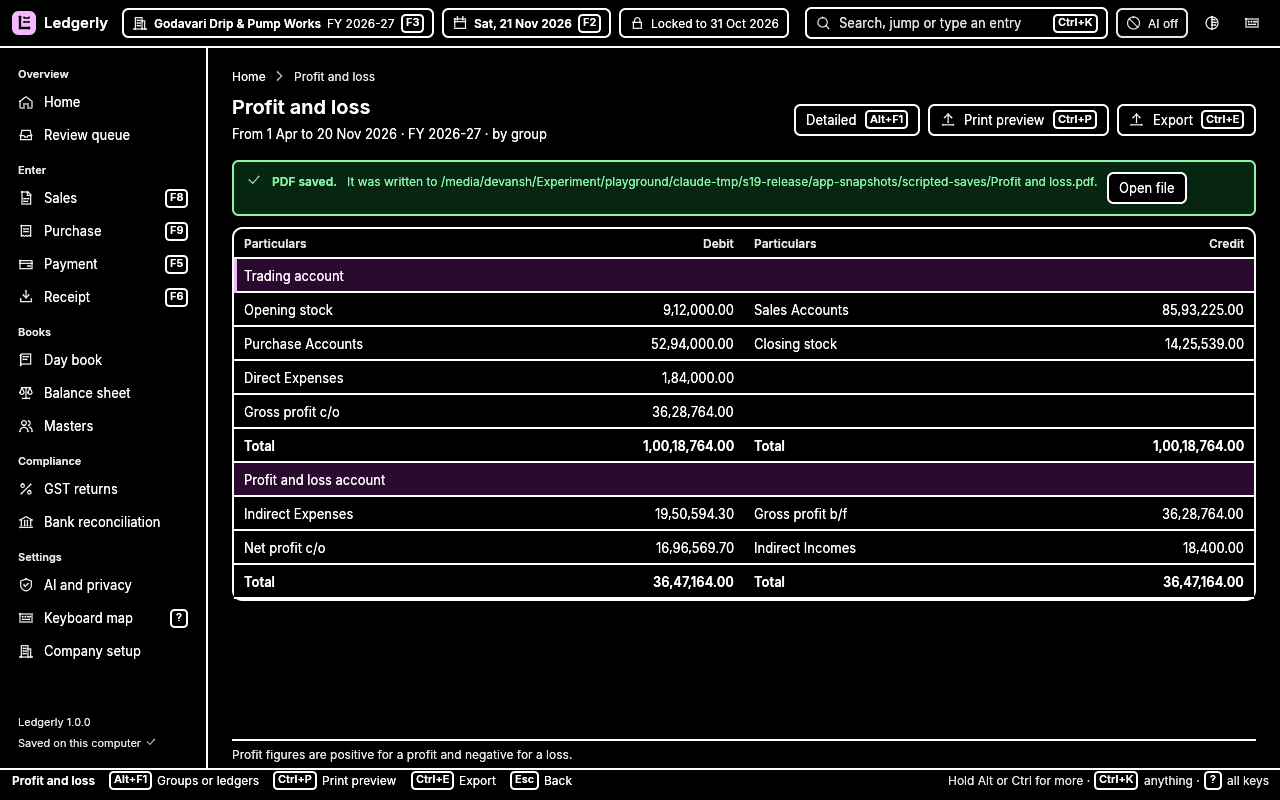 Ledgerly
Godavari Drip & Pump Works FY 2026-27 F3
Sat, 21 Nov 2026 F2
Locked to 31 Oct 2026
Search, jump or type an entry Ctrl+K
AI off
Overview
Home
Review queue
Enter
Sales F8
Purchase F9
Payment F5
Receipt F6
Books
Day book
Balance sheet
Masters
Compliance
GST returns
Bank reconciliation
Settings
AI and privacy
Keyboard map ?
Company setup
Ledgerly 1.0.0
Saved on this computer
Home Profit and loss
Profit and loss
From 1 Apr to 20 Nov 2026 · FY 2026-27 · by group
Detailed Alt+F1 Print preview Ctrl+P Export Ctrl+E
PDF saved. It was written to /media/devansh/Experiment/playground/claude-tmp/s19-release/app-snapshots/scripted-saves/Profit and loss.pdf. Open file
Particulars Debit Particulars Credit
Trading account
Opening stock 9,12,000.00 Sales Accounts 85,93,225.00
Purchase Accounts 52,94,000.00 Closing stock 14,25,539.00
Direct Expenses 1,84,000.00
Gross profit c/o 36,28,764.00
Total 1,00,18,764.00 Total 1,00,18,764.00
Profit and loss account
Indirect Expenses 19,50,594.30 Gross profit b/f 36,28,764.00
Net profit c/o 16,96,569.70 Indirect Incomes 18,400.00
Total 36,47,164.00 Total 36,47,164.00
Profit figures are positive for a profit and negative for a loss.
Profit and loss Alt+F1 Groups or ledgers Ctrl+P Print preview Ctrl+E Export Esc Back
Hold Alt or Ctrl for more · Ctrl+K anything · ? all keys